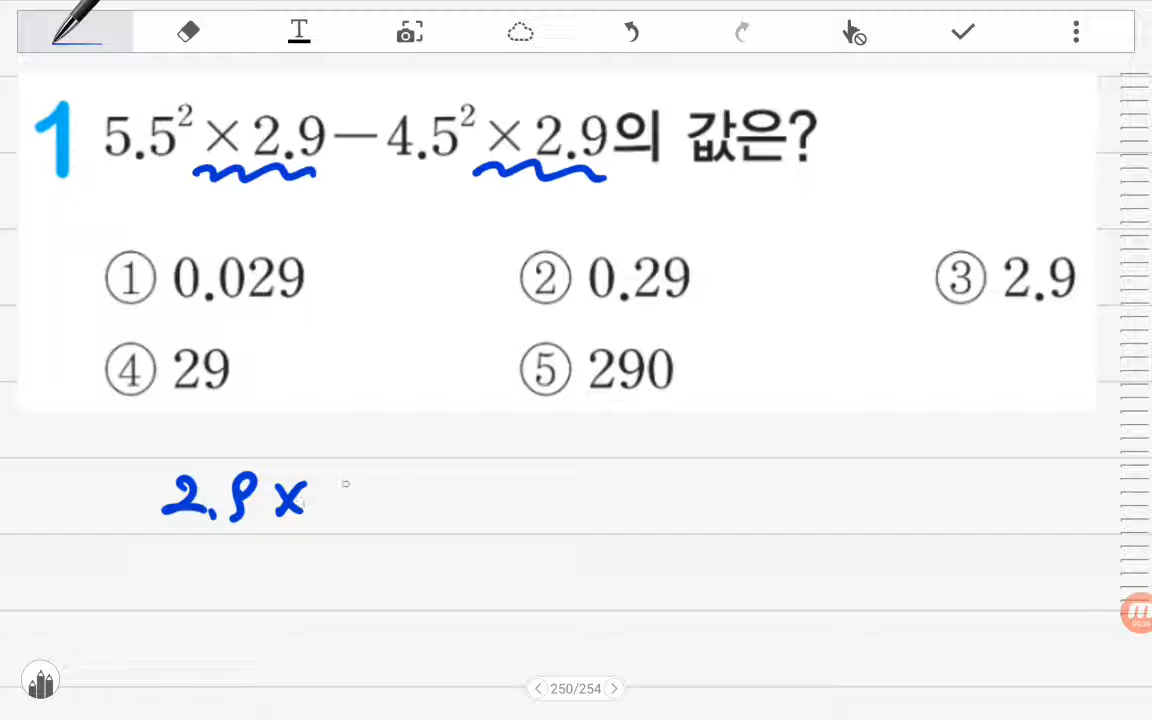 T
1 5.5² × 2.9 − 4.5² × 2.9의 값은?
① 0.029 ② 0.29 ③ 2.9
④ 29 ⑤ 290
2.9 x
250/254